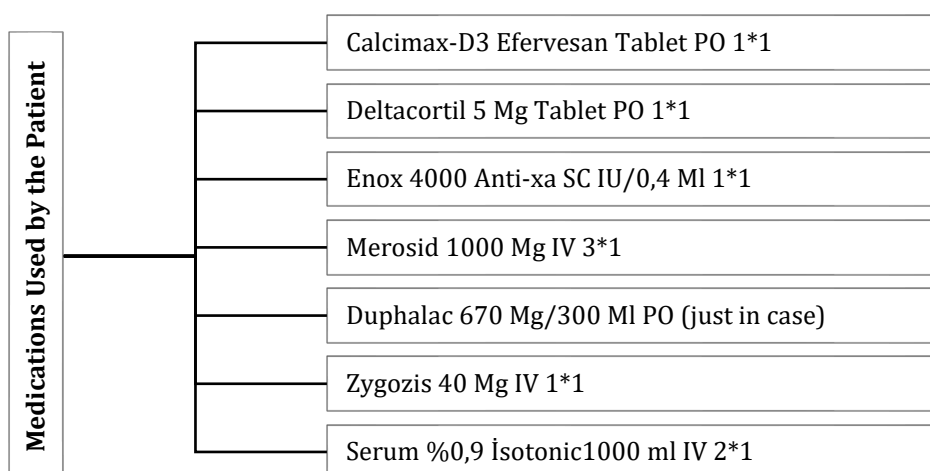 Medications Used by the Patient
Calcimax-D3 Efervesan Tablet PO 1*1
Deltacortil 5 Mg Tablet PO 1*1
Enox 4000 Anti-xa SC IU/0,4 Ml 1*1
Merosid 1000 Mg IV 3*1
Duphalac 670 Mg/300 Ml PO (just in case)
Zygozis 40 Mg IV 1*1
Serum %0,9 İsotonic1000 ml IV 2*1